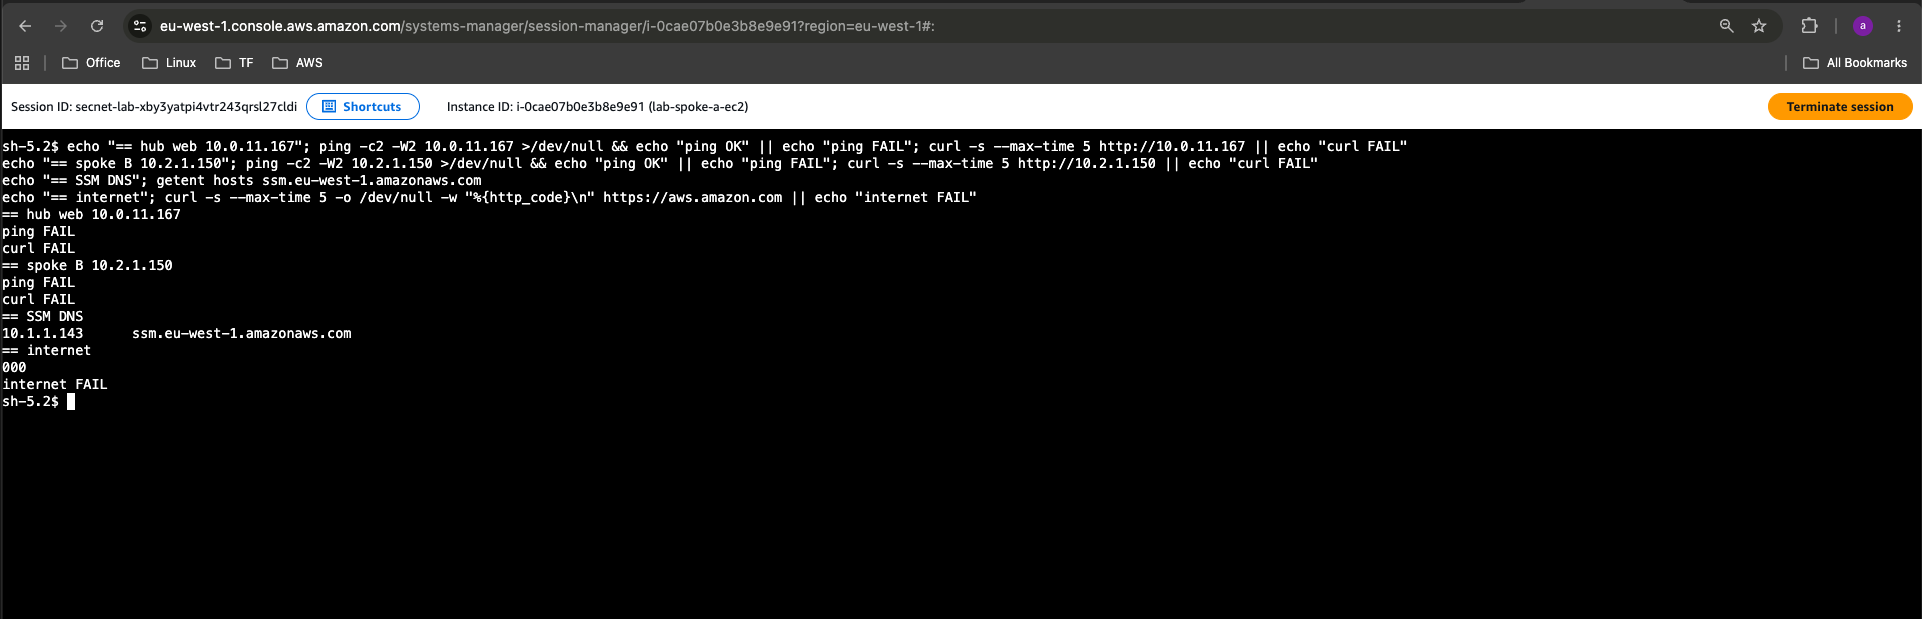 eu-west-1.console.aws.amazon.com/systems-manager/session-manager/i-0cae07b0e3b8e9e91?region=eu-west-1#:
a
Office
Linux
TF
AWS
All Bookmarks
Session ID: secnet-lab-xby3yatpi4vtr243qrsl27cldi
Shortcuts
Instance ID: i-0cae07b0e3b8e9e91 (lab-spoke-a-ec2)
Terminate session
sh-5.2$ echo "== hub web 10.0.11.167"; ping -c2 -W2 10.0.11.167 >/dev/null && echo "ping OK" || echo "ping FAIL"; curl -s --max-time 5 http://10.0.11.167 || echo "curl FAIL"
echo "== spoke B 10.2.1.150"; ping -c2 -W2 10.2.1.150 >/dev/null && echo "ping OK" || echo "ping FAIL"; curl -s --max-time 5 http://10.2.1.150 || echo "curl FAIL"
echo "== SSM DNS"; getent hosts ssm.eu-west-1.amazonaws.com
echo "== internet"; curl -s --max-time 5 -o /dev/null -w "%{http_code}\n" https://aws.amazon.com || echo "internet FAIL"
== hub web 10.0.11.167
ping FAIL
curl FAIL
== spoke B 10.2.1.150
ping FAIL
curl FAIL
== SSM DNS
10.1.1.143      ssm.eu-west-1.amazonaws.com
== internet
000
internet FAIL
sh-5.2$